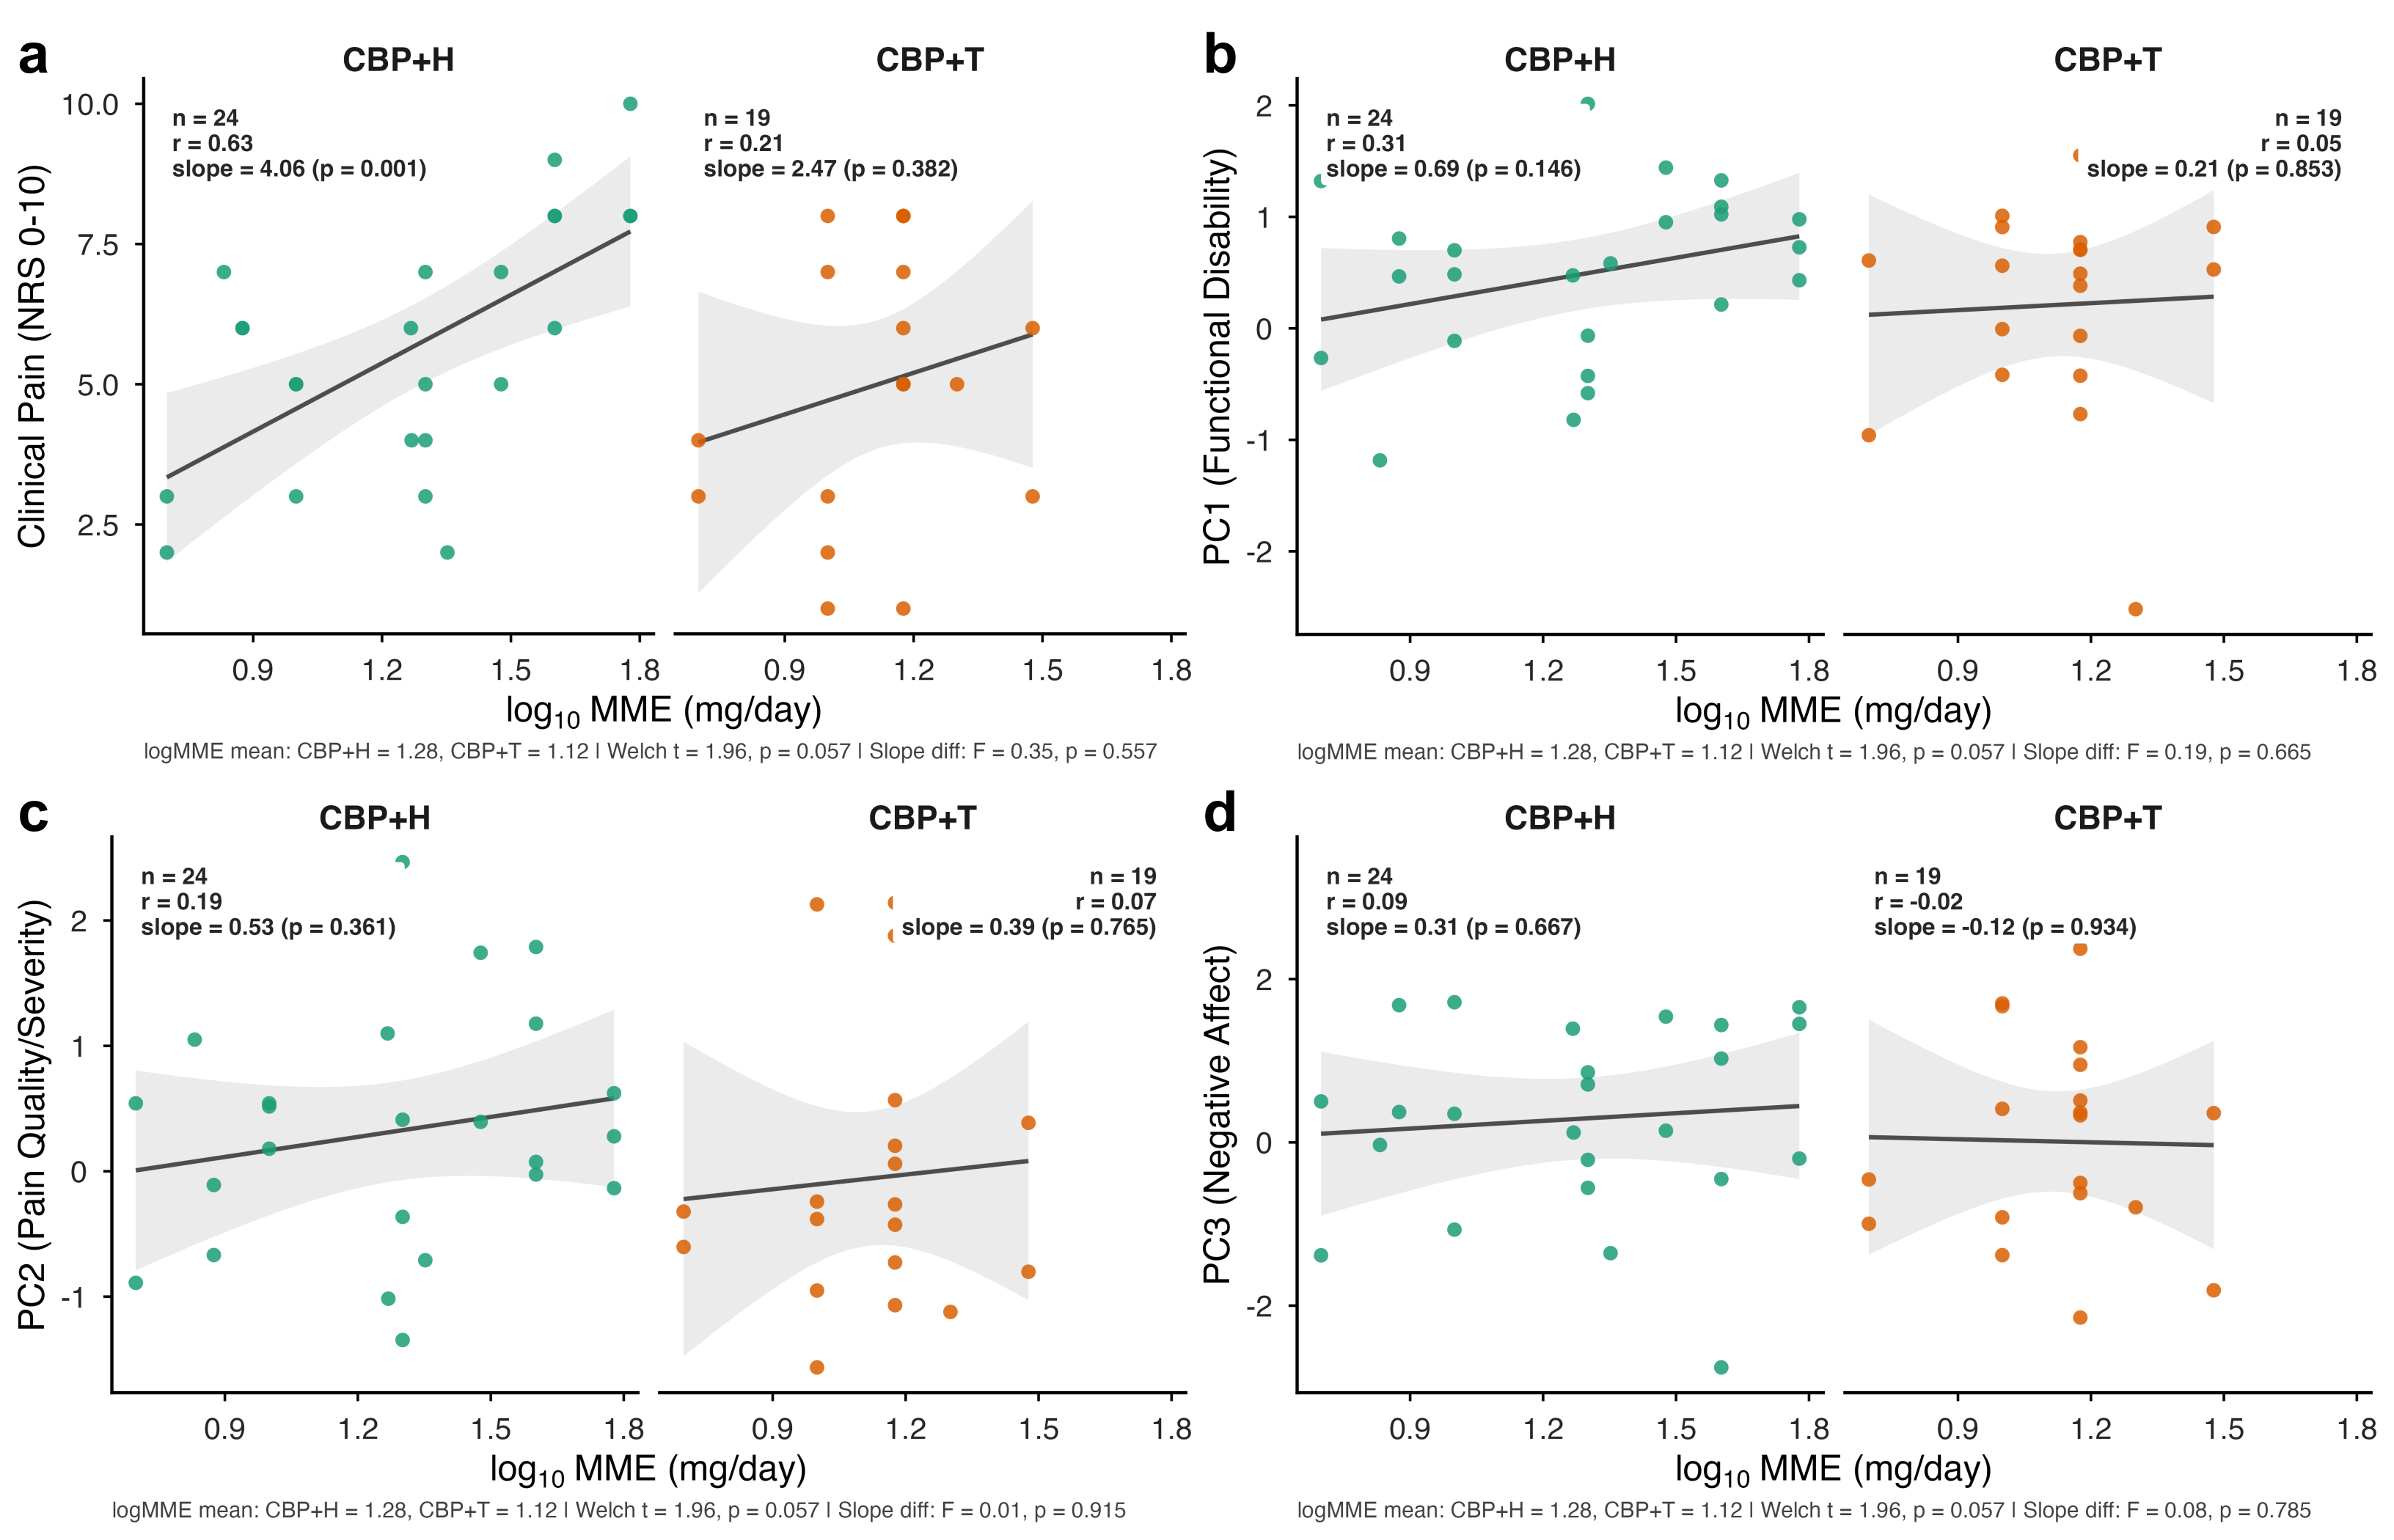 a
CBP+H
CBP+T
n = 24
r = 0.63
slope = 4.06 (p = 0.001)
n = 19
r = 0.21
slope = 2.47 (p = 0.382)
Clinical Pain (NRS 0-10)
10.0
7.5
5.0
2.5
0.9
1.2
1.5
1.8
0.9
1.2
1.5
1.8
log₁₀ MME (mg/day)
logMME mean: CBP+H = 1.28, CBP+T = 1.12 | Welch t = 1.96, p = 0.057 | Slope diff: F = 0.35, p = 0.557
b
CBP+H
CBP+T
n = 24
r = 0.31
slope = 0.69 (p = 0.146)
n = 19
r = 0.05
slope = 0.21 (p = 0.853)
PC1 (Functional Disability)
2
1
0
-1
-2
0.9
1.2
1.5
1.8
0.9
1.2
1.5
1.8
log₁₀ MME (mg/day)
logMME mean: CBP+H = 1.28, CBP+T = 1.12 | Welch t = 1.96, p = 0.057 | Slope diff: F = 0.19, p = 0.665
c
CBP+H
CBP+T
n = 24
r = 0.19
slope = 0.53 (p = 0.361)
n = 19
r = 0.07
slope = 0.39 (p = 0.765)
PC2 (Pain Quality/Severity)
2
1
0
-1
0.9
1.2
1.5
1.8
0.9
1.2
1.5
1.8
log₁₀ MME (mg/day)
logMME mean: CBP+H = 1.28, CBP+T = 1.12 | Welch t = 1.96, p = 0.057 | Slope diff: F = 0.01, p = 0.915
d
CBP+H
CBP+T
n = 24
r = 0.09
slope = 0.31 (p = 0.667)
n = 19
r = -0.02
slope = -0.12 (p = 0.934)
PC3 (Negative Affect)
2
0
-2
0.9
1.2
1.5
1.8
0.9
1.2
1.5
1.8
log₁₀ MME (mg/day)
logMME mean: CBP+H = 1.28, CBP+T = 1.12 | Welch t = 1.96, p = 0.057 | Slope diff: F = 0.08, p = 0.785